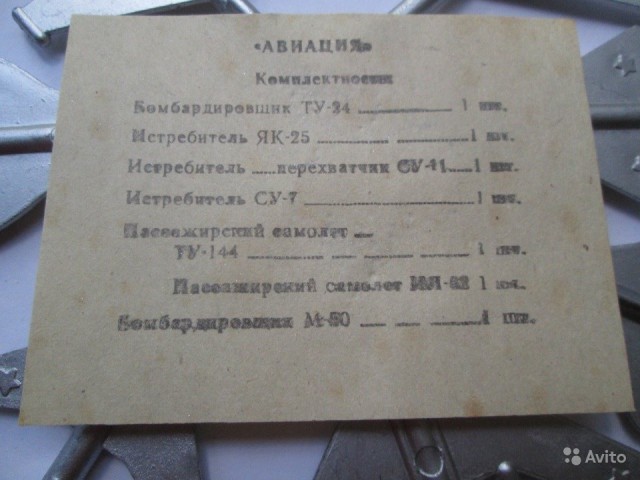 «АВИАЦИЯ»
Комплектность
Бомбардировщик ТУ-24 1 шт.
Истребитель ЯК-25 1 шт.
Истребитель перехватчик СУ-11 1 шт.
Истребитель СУ-7 1 шт.
Пассажирский самолет
ТУ-144 1 шт.
Пассажирский самолет ИЛ-62 1 шт.
Бомбардировщик М-50 1 шт.
Avito